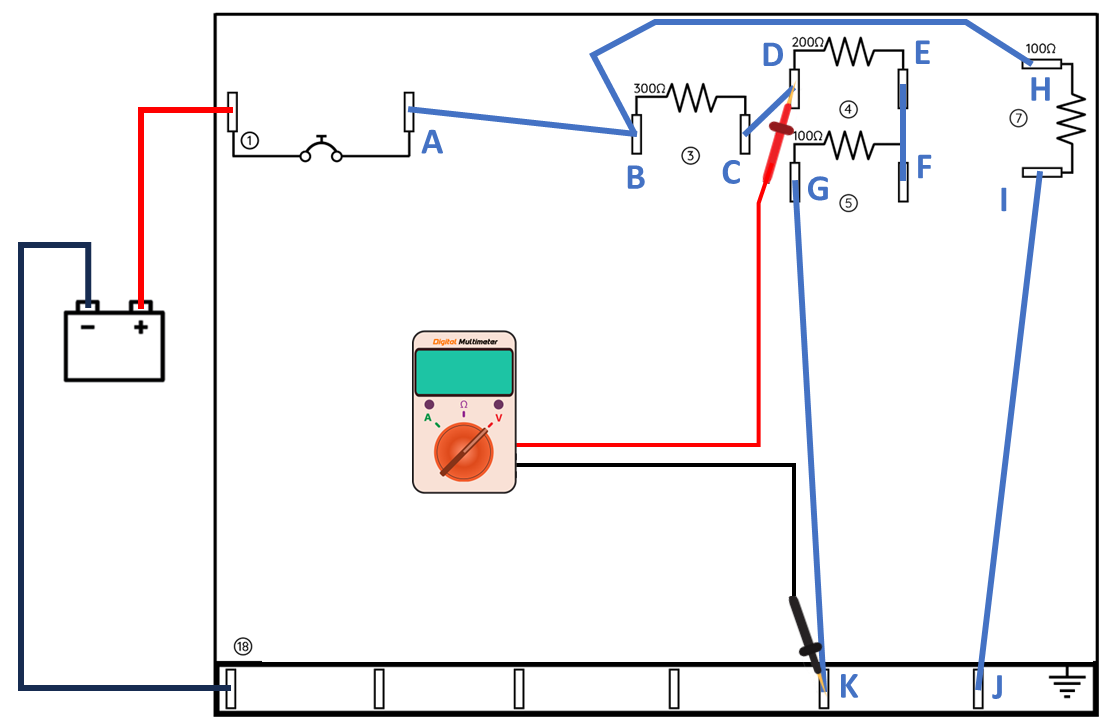 D
200Ω
E
100Ω
H
300Ω
④
⑦
①
A
B
③
C
100Ω
F
G
⑤
I
−
+
Digital Multimeter
A
Ω
V
⑱
K
J